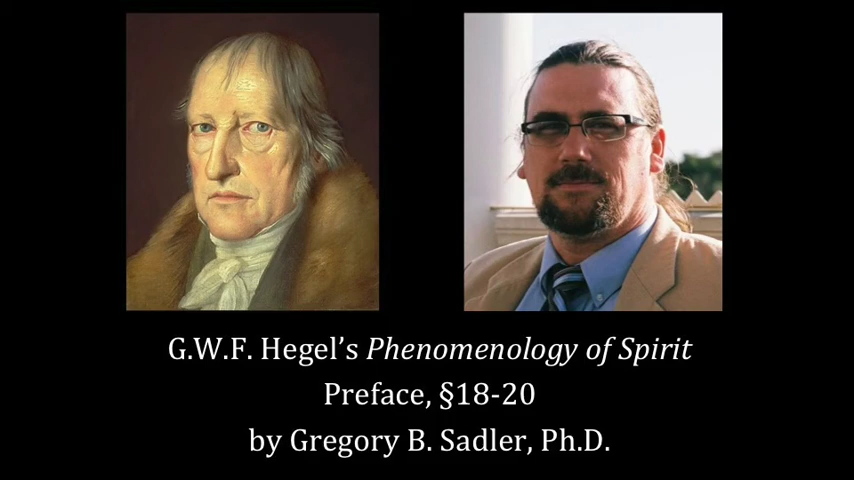 G.W.F. Hegel's Phenomenology of Spirit
Preface, §18-20
by Gregory B. Sadler, Ph.D.